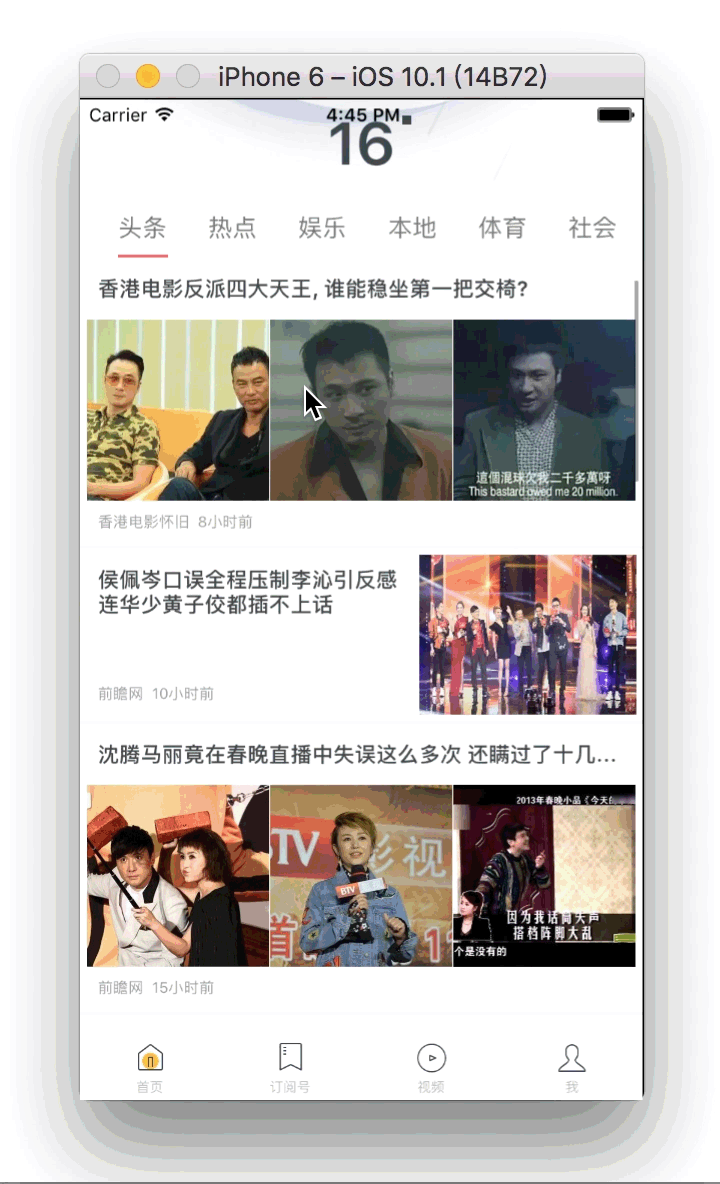 iPhone 6 – iOS 10.1 (14B72)
Carrier 4:45 PM
16
头条 热点 娱乐 本地 体育 社会
香港电影反派四大天王, 谁能稳坐第一把交椅?
這個混球欠我二千多萬呀
This bastard owed me 20 million.
香港电影怀旧 8小时前
侯佩岑口误全程压制李沁引反感
连华少黄子佼都插不上话
前瞻网 10小时前
沈腾马丽竟在春晚直播中失误这么多次 还瞒过了十几...
BTV 影视
BTV
首
1
2013年春晚小品《今天
因为我话筒失声
搭档阵脚大乱
个是没有的
前瞻网 15小时前
首页 订阅号 视频 我